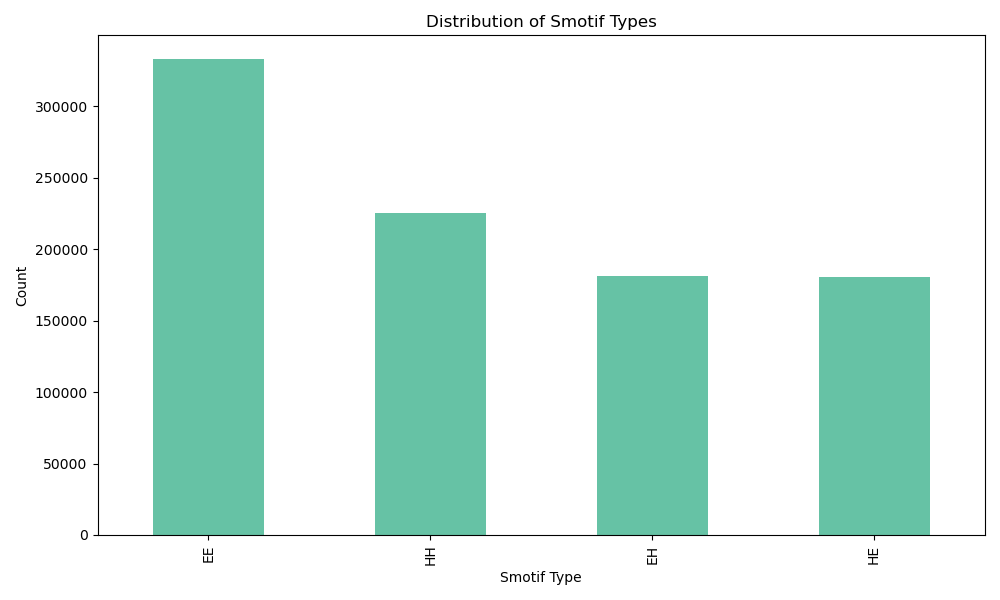 Distribution of Smotif Types
Count
300000
250000
200000
150000
100000
50000
0
EE
HH
EH
HE
Smotif Type